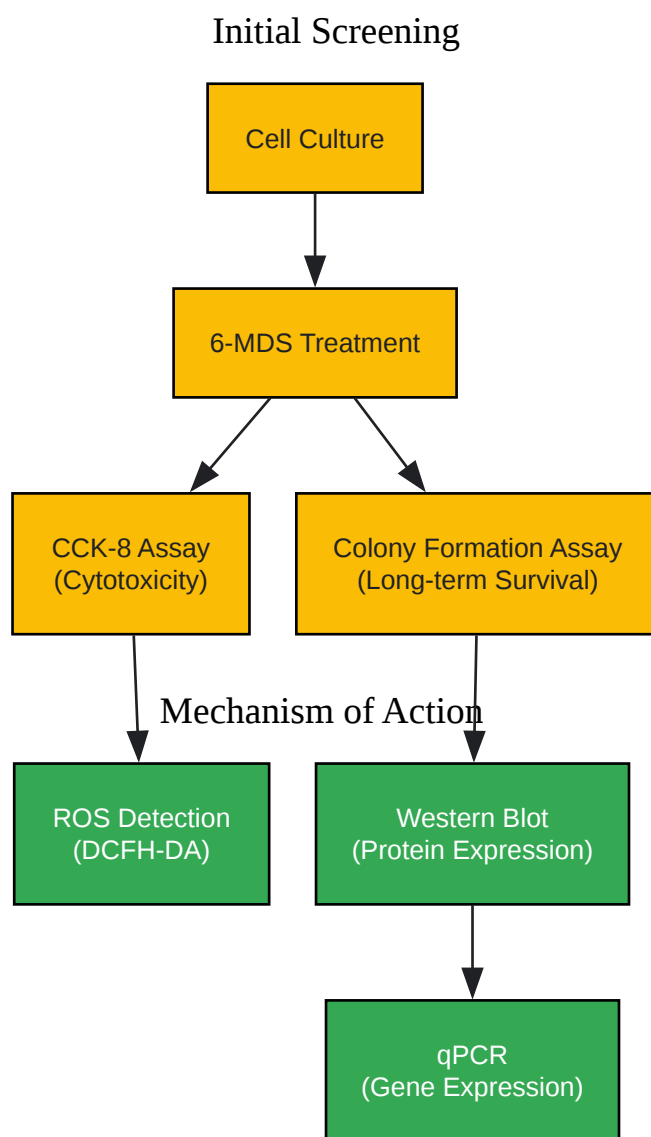 Initial Screening
Cell Culture
6-MDS Treatment
CCK-8 Assay
(Cytotoxicity)
Colony Formation Assay
(Long-term Survival)
Mechanism of Action
ROS Detection
(DCFH-DA)
Western Blot
(Protein Expression)
qPCR
(Gene Expression)